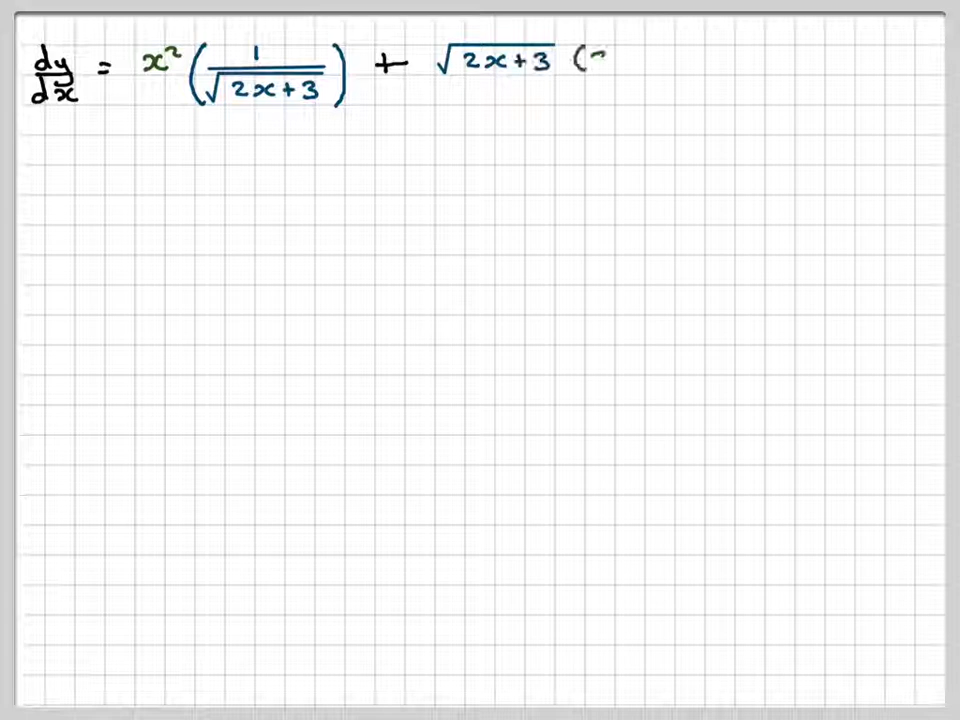 dy/dx = x² (1/√(2x+3)) + √(2x+3) (